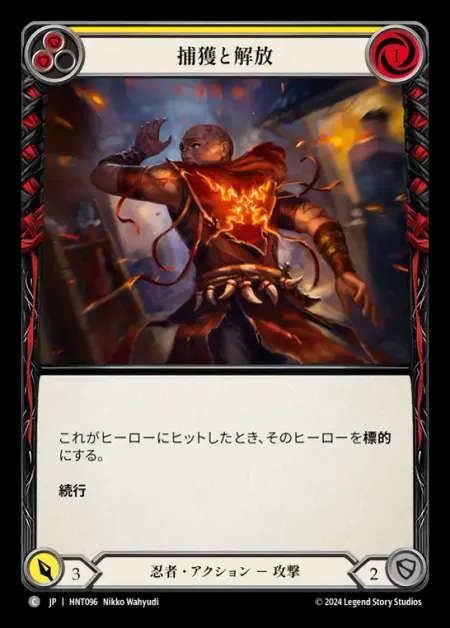 1
捕獲と解放
これがヒーローにヒットしたとき、そのヒーローを標的
にする。
続行
3
忍者・アクション － 攻撃
2
C JP | HNT096 Nikko Wahyudi
© 2024 Legend Story Studios